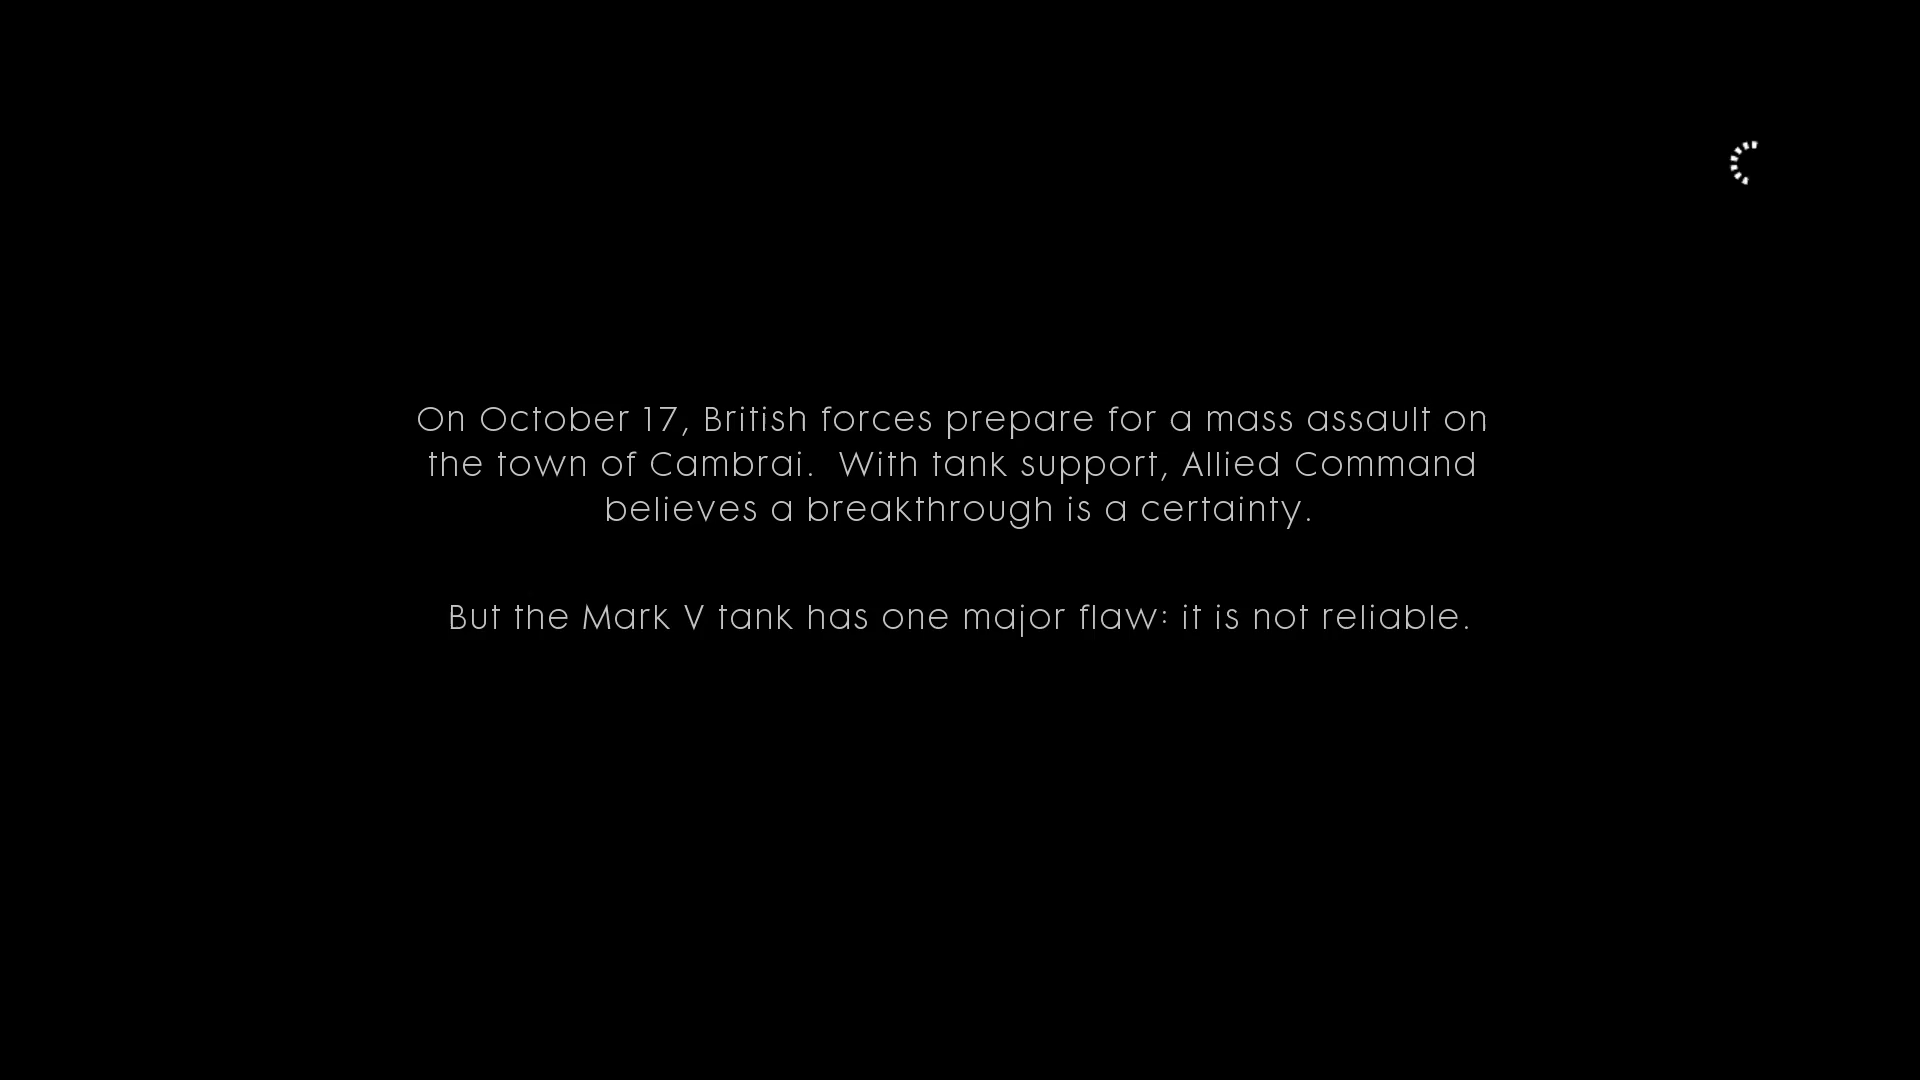 On October 17, British forces prepare for a mass assault on
the town of Cambrai.  With tank support, Allied Command
believes a breakthrough is a certainty.
But the Mark V tank has one major flaw: it is not reliable.